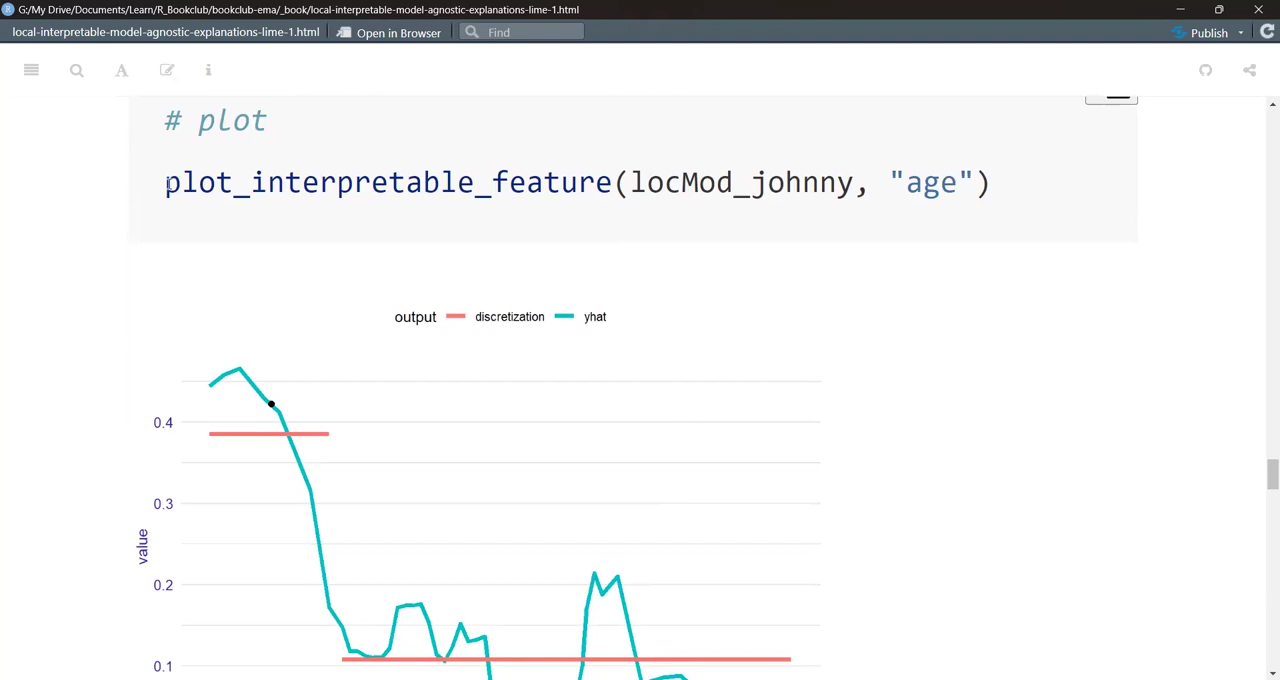 G:/My Drive/Documents/Learn/R_Bookclub/bookclub-ema/_book/local-interpretable-model-agnostic-explanations-lime-1.html
local-interpretable-model-agnostic-explanations-lime-1.html Open in Browser Find Publish
# plot
plot_interpretable_feature(locMod_johnny, "age")
output discretization yhat
0.4
0.3
value
0.2
0.1